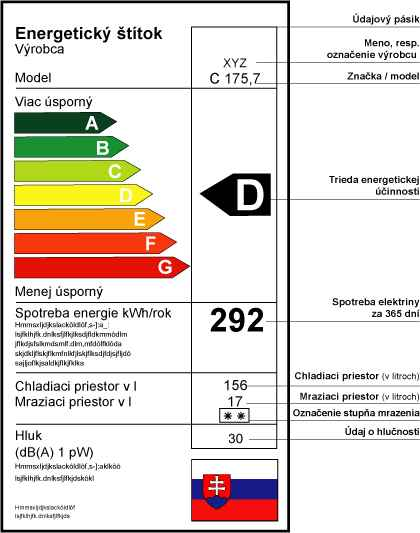 Energetický štítok
Výrobca
Model
XYZ
C 175,7
Údajový pásik
Meno, resp.
označenie výrobcu
Značka / model
Viac úsporný
A
B
C
D
E
F
G
D
Trieda energetickej
účinnosti
Menej úsporný
Spotreba energie kWh/rok
292
Spotreba elektriny
za 365 dní
Chladiaci priestor v l
156
Chladiaci priestor (v litroch)
Mraziaci priestor v l
17
Mraziaci priestor (v litroch)
**
Označenie stupňa mrazenia
Hluk
(dB(A) 1 pW)
30
Údaj o hlučnosti